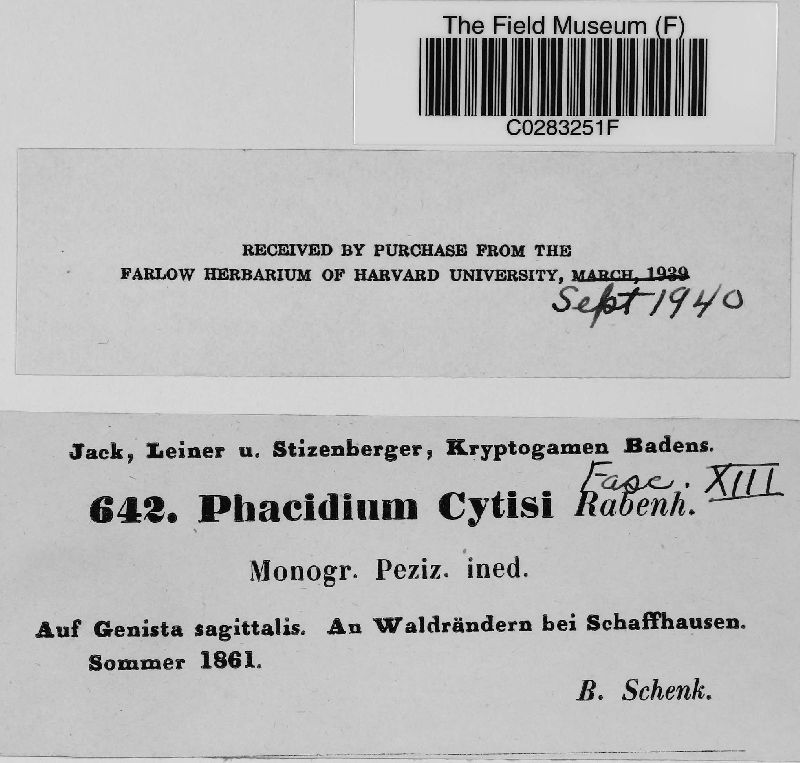 The Field Museum (F)
C0283251F
RECEIVED BY PURCHASE FROM THE
FARLOW HERBARIUM OF HARVARD UNIVERSITY, MARCH, 1939
Sept 1940
Jack, Leiner u. Stizenberger, Kryptogamen Badens.
Fasc. XIII
642. Phacidium Cytisi Rabenh.
Monogr. Peziz. ined.
Auf Genista sagittalis. An Waldrändern bei Schaffhausen.
Sommer 1861.
B. Schenk.